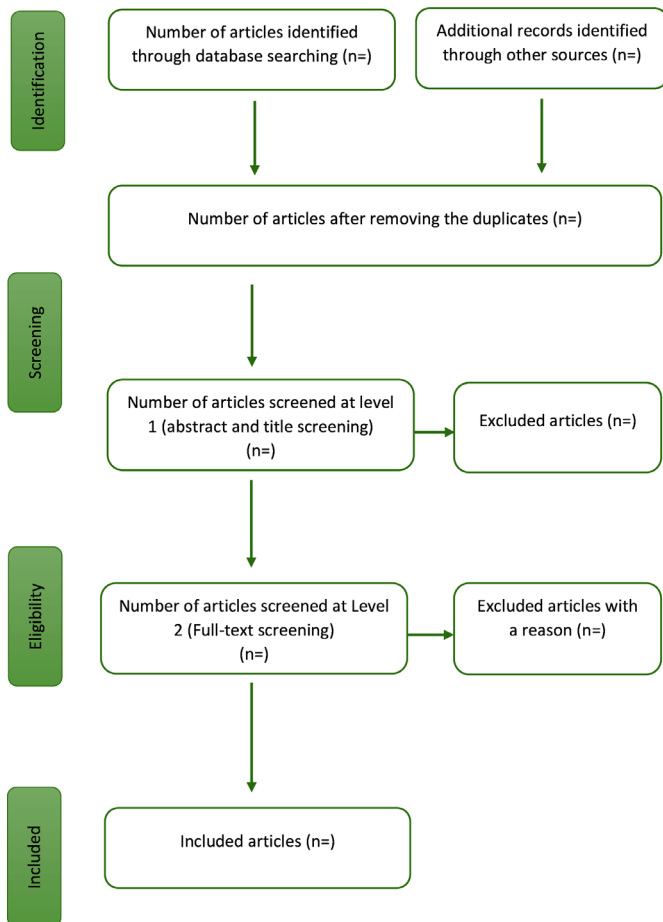 Identification
Number of articles identified
through database searching (n=)
Additional records identified
through other sources (n=)
Number of articles after removing the duplicates (n=)
Screening
Number of articles screened at level
1 (abstract and title screening)
(n=)
Excluded articles (n=)
Eligibility
Number of articles screened at Level
2 (Full-text screening)
(n=)
Excluded articles with
a reason (n=)
Included
Included articles (n=)